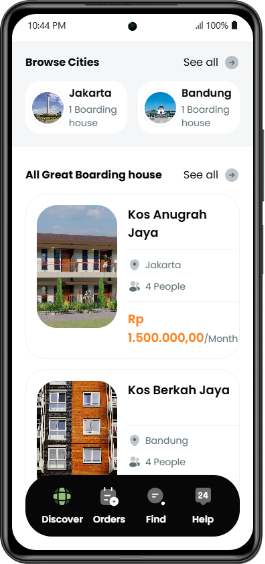 10:44 PM 100%
Browse Cities See all
Jakarta
1 Boarding
house
Bandung
1 Boarding
house
All Great Boarding house See all
Kos Anugrah
Jaya
Jakarta
4 People
Rp
1.500.000,00/Month
Kos Berkah Jaya
Bandung
4 People
24
Discover Orders Find Help